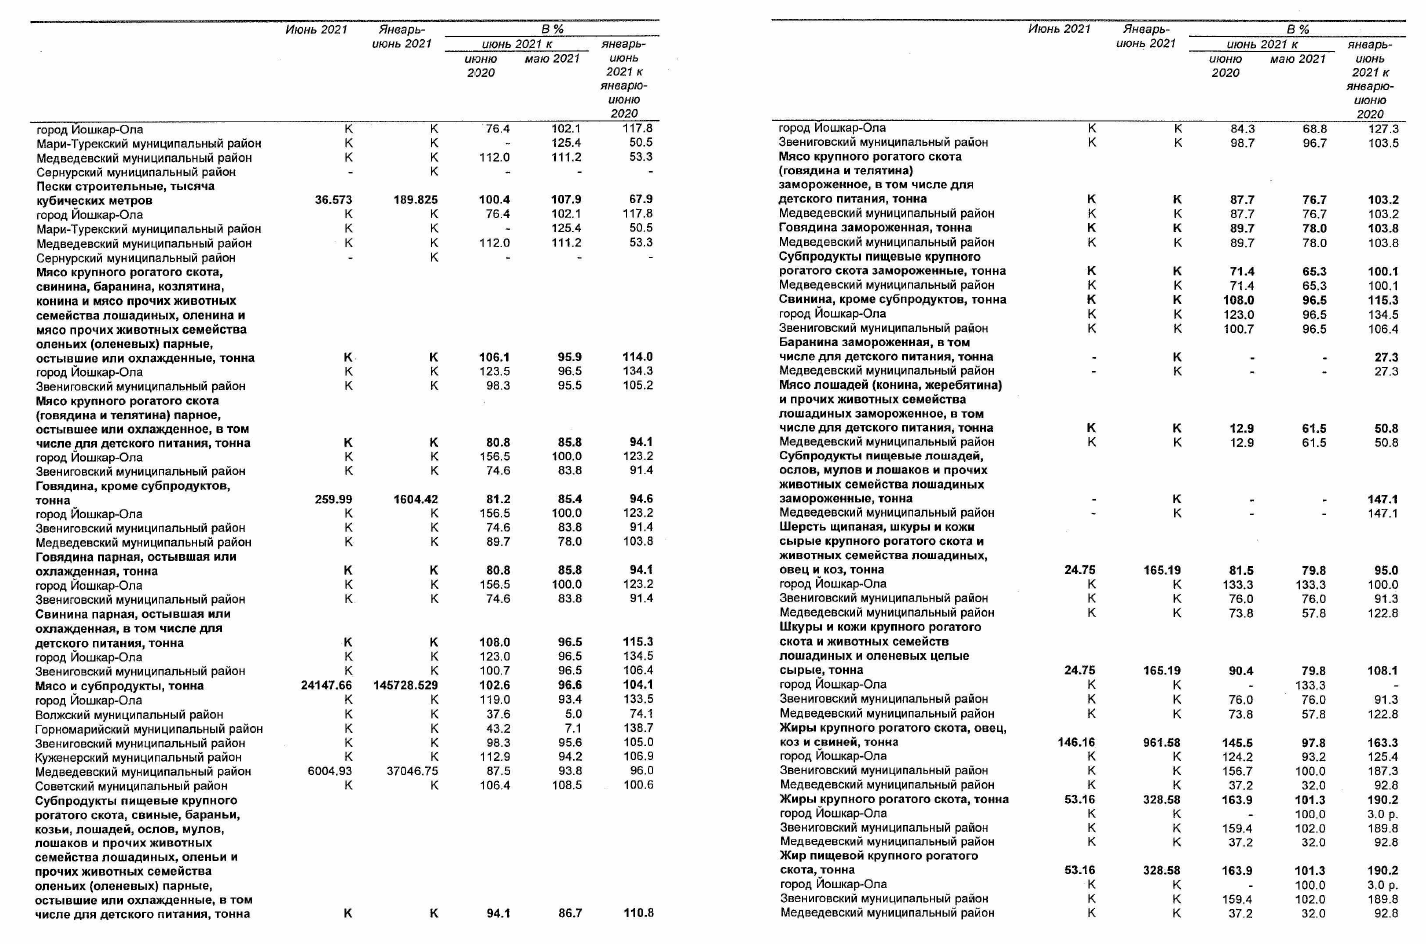 Июнь 2021 Январь- В %
июнь 2021 июнь 2021 к январь-
июню маю 2021 июнь
2020 2021 к
январю-
июню
2020
город Йошкар-Ола К К 76.4 102.1 117.8
Мари-Турекский муниципальный район К К - 125.4 50.5
Медведевский муниципальный район К К 112.0 111.2 53.3
Сернурский муниципальный район - К - - -
Пески строительные, тысяча
кубических метров 36.573 189.825 100.4 107.9 67.9
город Йошкар-Ола К К 76.4 102.1 117.8
Мари-Турекский муниципальный район К К - 125.4 50.5
Медведевский муниципальный район К К 112.0 111.2 53.3
Сернурский муниципальный район - К - - -
Мясо крупного рогатого скота,
свинина, баранина, козлятина,
конина и мясо прочих животных
семейства лошадиных, оленина и
мясо прочих животных семейства
оленьих (оленевых) парные,
остывшие или охлажденные, тонна К К 106.1 95.9 114.0
город Йошкар-Ола К К 123.5 96.5 134.3
Звениговский муниципальный район К К 98.3 95.5 105.2
Мясо крупного рогатого скота
(говядина и телятина) парное,
остывшее или охлажденное, в том
числе для детского питания, тонна К К 80.8 85.8 94.1
город Йошкар-Ола К К 156.5 100.0 123.2
Звениговский муниципальный район К К 74.6 83.8 91.4
Говядина, кроме субпродуктов,
тонна 259.99 1604.42 81.2 85.4 94.6
город Йошкар-Ола К К 156.5 100.0 123.2
Звениговский муниципальный район К К 74.6 83.8 91.4
Медведевский муниципальный район К К 89.7 78.0 103.8
Говядина парная, остывшая или
охлажденная, тонна К К 80.8 85.8 94.1
город Йошкар-Ола К К 156.5 100.0 123.2
Звениговский муниципальный район К К 74.6 83.8 91.4
Свинина парная, остывшая или
охлажденная, в том числе для
детского питания, тонна К К 108.0 96.5 115.3
город Йошкар-Ола К К 123.0 96.5 134.5
Звениговский муниципальный район К К 100.7 96.5 106.4
Мясо и субпродукты, тонна 24147.66 145728.529 102.6 96.6 104.1
город Йошкар-Ола К К 119.0 93.4 133.5
Волжский муниципальный район К К 37.6 5.0 74.1
Горномарийский муниципальный район К К 43.2 7.1 138.7
Звениговский муниципальный район К К 98.3 95.6 105.0
Куженерский муниципальный район К К 112.9 94.2 106.9
Медведевский муниципальный район 6004.93 37046.75 87.5 93.8 96.0
Советский муниципальный район К К 106.4 108.5 100.6
Субпродукты пищевые крупного
рогатого скота, свиные, бараньи,
козьи, лошадей, ослов, мулов,
лошаков и прочих животных
семейства лошадиных, оленьи и
прочих животных семейства
оленьих (оленевых) парные,
остывшие или охлажденные, в том
числе для детского питания, тонна К К 94.1 86.7 110.8
Июнь 2021 Январь- В %
июнь 2021 июнь 2021 к январь-
июню маю 2021 июнь
2020 2021 к
январю-
июню
2020
город Йошкар-Ола К К 84.3 68.8 127.3
Звениговский муниципальный район К К 98.7 96.7 103.5
Мясо крупного рогатого скота
(говядина и телятина)
замороженное, в том числе для
детского питания, тонна К К 87.7 76.7 103.2
Медведевский муниципальный район К К 87.7 76.7 103.2
Говядина замороженная, тонна К К 89.7 78.0 103.8
Медведевский муниципальный район К К 89.7 78.0 103.8
Субпродукты пищевые крупного
рогатого скота замороженные, тонна К К 71.4 65.3 100.1
Медведевский муниципальный район К К 71.4 65.3 100.1
Свинина, кроме субпродуктов, тонна К К 108.0 96.5 115.3
город Йошкар-Ола К К 123.0 96.5 134.5
Звениговский муниципальный район К К 100.7 96.5 106.4
Баранина замороженная, в том
числе для детского питания, тонна - К - - 27.3
Медведевский муниципальный район - К - - 27.3
Мясо лошадей (конина, жеребятина)
и прочих животных семейства
лошадиных замороженное, в том
числе для детского питания, тонна К К 12.9 61.5 50.8
Медведевский муниципальный район К К 12.9 61.5 50.8
Субпродукты пищевые лошадей,
ослов, мулов и лошаков и прочих
животных семейства лошадиных
замороженные, тонна - К - - 147.1
Медведевский муниципальный район - К - - 147.1
Шерсть щипаная, шкуры и кожи
сырые крупного рогатого скота и
животных семейства лошадиных,
овец и коз, тонна 24.75 165.19 81.5 79.8 95.0
город Йошкар-Ола К К 133.3 133.3 100.0
Звениговский муниципальный район К К 76.0 76.0 91.3
Медведевский муниципальный район К К 73.8 57.8 122.8
Шкуры и кожи крупного рогатого
скота и животных семейств
лошадиных и оленевых целые
сырые, тонна 24.75 165.19 90.4 79.8 108.1
город Йошкар-Ола К К - 133.3 -
Звениговский муниципальный район К К 76.0 76.0 91.3
Медведевский муниципальный район К К 73.8 57.8 122.8
Жиры крупного рогатого скота, овец,
коз и свиней, тонна 146.16 961.58 145.5 97.8 163.3
город Йошкар-Ола К К 124.2 93.2 125.4
Звениговский муниципальный район К К 156.7 100.0 187.3
Медведевский муниципальный район К К 37.2 32.0 92.8
Жиры крупного рогатого скота, тонна 53.16 328.58 163.9 101.3 190.2
город Йошкар-Ола К К - 100.0 3.0 р.
Звениговский муниципальный район К К 159.4 102.0 189.8
Медведевский муниципальный район К К 37.2 32.0 92.8
Жир пищевой крупного рогатого
скота, тонна 53.16 328.58 163.9 101.3 190.2
город Йошкар-Ола К К - 100.0 3.0 р.
Звениговский муниципальный район К К 159.4 102.0 189.8
Медведевский муниципальный район К К 37.2 32.0 92.8